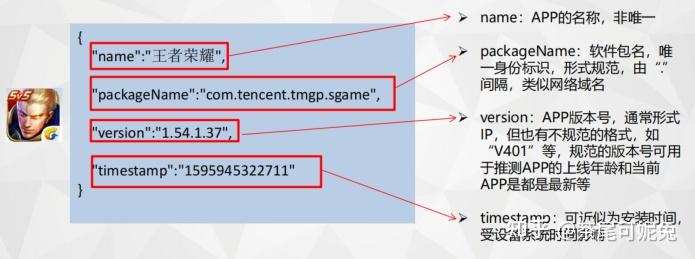 {
"name":"王者荣耀",
"packageName":"com.tencent.tmgp.sgame",
"version":"1.54.1.37",
"timestamp":"1595945322711"
}
5v5
name：APP的名称，非唯一
packageName：软件包名，唯
一身份标识，形式规范，由“.”
间隔，类似网络域名
version：APP版本号，通常形式
IP，但也有不规范的格式，如
“V401”等，规范的版本号可用
于推测APP的上线年龄和当前
APP是都是最新等
timestamp：可近似为安装时间，
受设备系统时间影响
知乎 @尾可妮兔